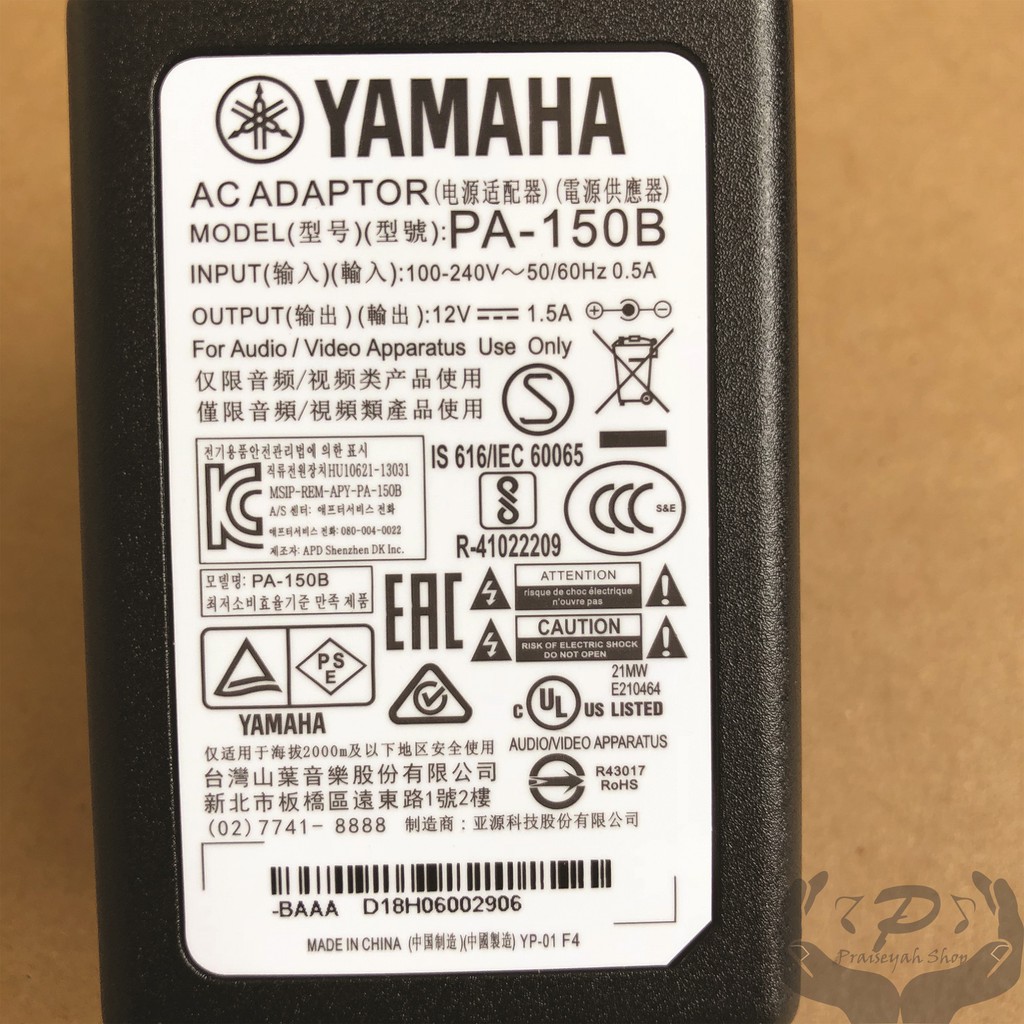 YAMAHA
AC ADAPTOR(电源适配器)(電源供應器)
MODEL(型号)(型號):PA-150B
INPUT(输入)(輸入):100-240V～50/60Hz 0.5A
OUTPUT(输出)(輸出):12V 1.5A
For Audio / Video Apparatus Use Only
仅限音频/视频类产品使用
僅限音頻/視頻類產品使用
S
전기용품안전관리법에 의한 표시
직류전원장치HU10621-13031
MSIP-REM-APY-PA-150B
A/S 센터: 애프터서비스 전화
애프터서비스 전화: 080-004-0022
제조자: APD Shenzhen DK Inc.
KC
IS 616/IEC 60065
R-41022209
CCC S&E
모델명: PA-150B
최저소비효율기준 만족 제품
EAC
ATTENTION
risque de choc électrique
n'ouvre pas
CAUTION
RISK OF ELECTRIC SHOCK
DO NOT OPEN
PSE
YAMAHA
21MW
E210464
c UL US LISTED
AUDIO/VIDEO APPARATUS
仅适用于海拔2000m及以下地区安全使用
台灣山葉音樂股份有限公司
新北市板橋區遠東路1號2樓
(02)7741- 8888 制造商：亚源科技股份有限公司
R43017
RoHS
-BAAA D18H06002906
MADE IN CHINA (中国制造)(中國製造) YP-01 F4
P
Praiseyah Shop